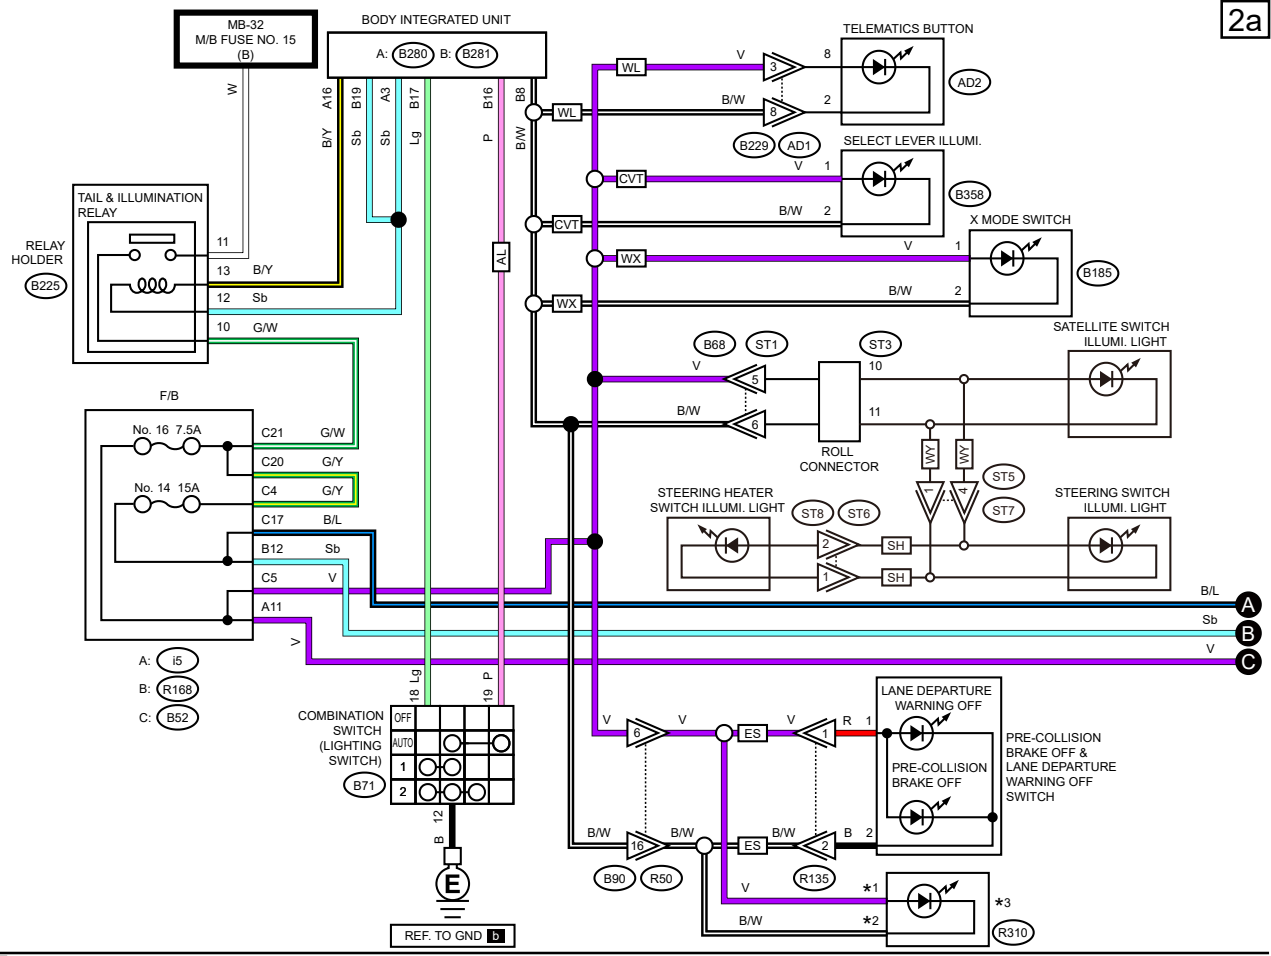 2a
MB-32
M/B FUSE NO. 15
(B)
W
BODY INTEGRATED UNIT
A: B280 B: B281
A16
B19
A3
B17
B16
B8
B/Y
Sb
Sb
Lg
P
B/W
AL
TAIL & ILLUMINATION
RELAY
RELAY
HOLDER
B225
11
13 B/Y
12 Sb
10 G/W
F/B
No. 16 7.5A
No. 14 15A
C21 G/W
C20 G/Y
C4 G/Y
C17 B/L
B12 Sb
C5 V
A11
V
A: i5
B: R168
C: B52
TELEMATICS BUTTON
WL
V
3
8
WL
B/W
8
2
AD2
B229
AD1
SELECT LEVER ILLUMI.
CVT
V
1
CVT
B/W
2
B358
X MODE SWITCH
WX
V
1
WX
B/W
2
B185
SATELLITE SWITCH
ILLUMI. LIGHT
B68
ST1
ST3
V
5
10
B/W
6
11
ROLL
CONNECTOR
WY
WY
1
4
ST5
ST7
STEERING HEATER
SWITCH ILLUMI. LIGHT
ST8
ST6
STEERING SWITCH
ILLUMI. LIGHT
2
SH
1
SH
B/L
A
Sb
B
V
C
18 Lg
19 P
COMBINATION
SWITCH
(LIGHTING
SWITCH)
B71
OFF
AUTO
1
2
12
B
E
REF. TO GND b
LANE DEPARTURE
WARNING OFF
PRE-COLLISION
BRAKE OFF
PRE-COLLISION
BRAKE OFF &
LANE DEPARTURE
WARNING OFF
SWITCH
V
6
V
ES
V
1
R
1
B/W
16
B/W
ES
B/W
2
B
2
B90
R50
R135
V
*1
B/W
*2
*3
R310